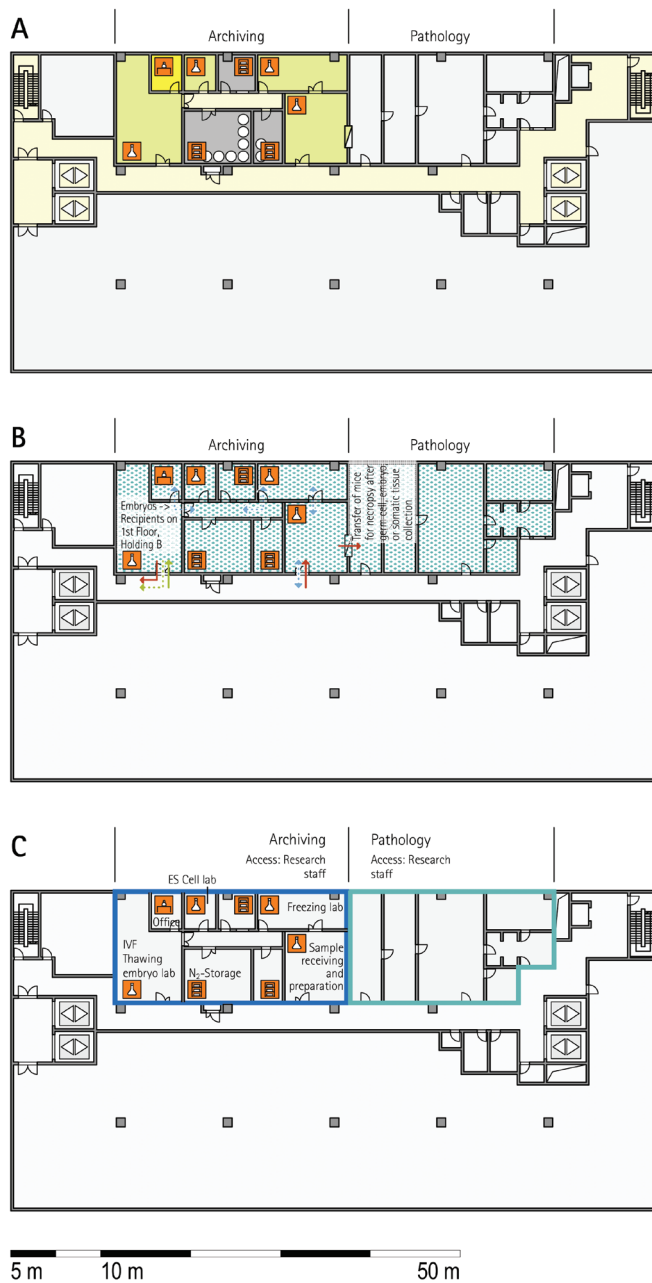 A
Archiving
Pathology
B
Archiving
Pathology
Embryos ->
Recipients on
1st Floor,
Holding B
Transfer of mice
for necropsy after
germ cell, embryo,
or somatic tissue
collection
C
Archiving
Access: Research
staff
Pathology
Access: Research
staff
ES Cell lab
Office
Freezing lab
IVF
Thawing
embryo lab
N₂-Storage
Sample
receiving
and
preparation
5 m
10 m
50 m